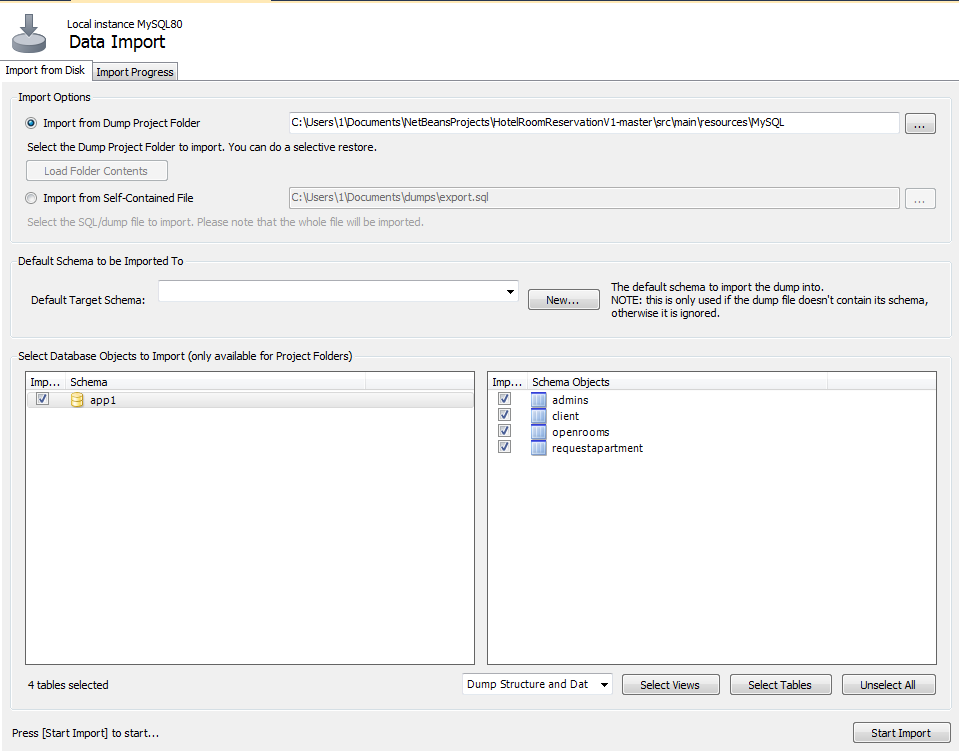 Local instance MySQL80
Data Import
Import from Disk Import Progress
Import Options
Import from Dump Project Folder C:\Users\1\Documents\NetBeansProjects\HotelRoomReservationV1-master\src\main\resources\MySQL ...
Select the Dump Project Folder to import. You can do a selective restore.
Load Folder Contents
Import from Self-Contained File C:\Users\1\Documents\dumps\export.sql ...
Select the SQL/dump file to import. Please note that the whole file will be imported.
Default Schema to be Imported To
Default Target Schema: New...
The default schema to import the dump into.
NOTE: this is only used if the dump file doesn't contain its schema,
otherwise it is ignored.
Select Database Objects to Import (only available for Project Folders)
Imp... Schema
app1
Imp... Schema Objects
admins
client
openrooms
requestapartment
4 tables selected Dump Structure and Dat Select Views Select Tables Unselect All
Press [Start Import] to start... Start Import